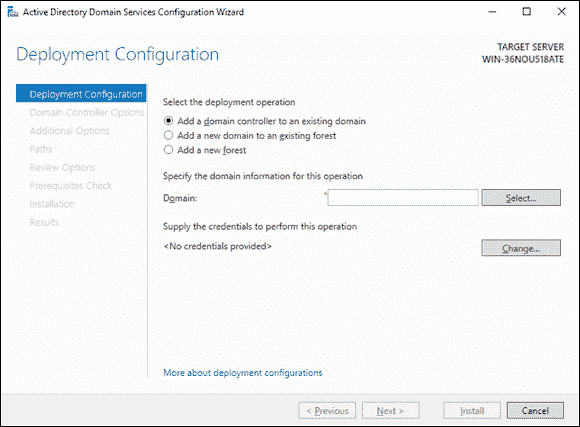 Active Directory Domain Services Configuration Wizard
Deployment Configuration
TARGET SERVER
WIN-36NOU518ATE
Deployment Configuration
Domain Controller Options
Additional Options
Paths
Review Options
Prerequisites Check
Installation
Results
Select the deployment operation
Add a domain controller to an existing domain
Add a new domain to an existing forest
Add a new forest
Specify the domain information for this operation
Domain: * Select...
Supply the credentials to perform this operation
<No credentials provided> Change...
More about deployment configurations
< Previous Next > Install Cancel